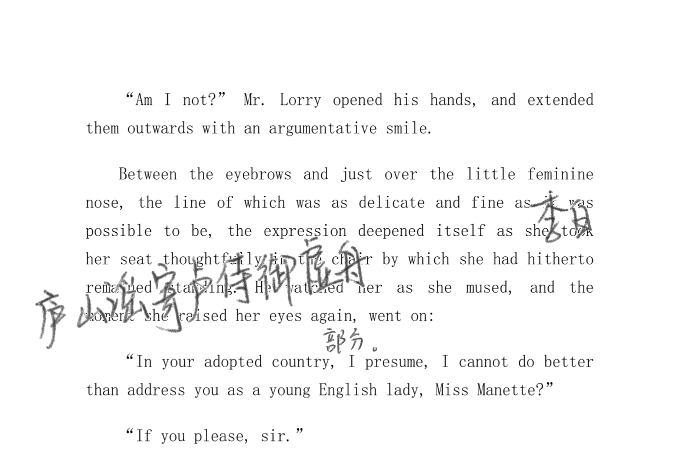 “Am I not?” Mr. Lorry opened his hands, and extended
them outwards with an argumentative smile.
Between the eyebrows and just over the little feminine
nose, the line of which was as delicate and fine as it was
李白
possible to be, the expression deepened itself as she took
her seat thoughtfully in the chair by which she had hitherto
庐山谣寄卢侍御虚舟
remained standing. He watched her as she mused, and the
moment she raised her eyes again, went on:
部分。
“In your adopted country, I presume, I cannot do better
than address you as a young English lady, Miss Manette?”
“If you please, sir.”